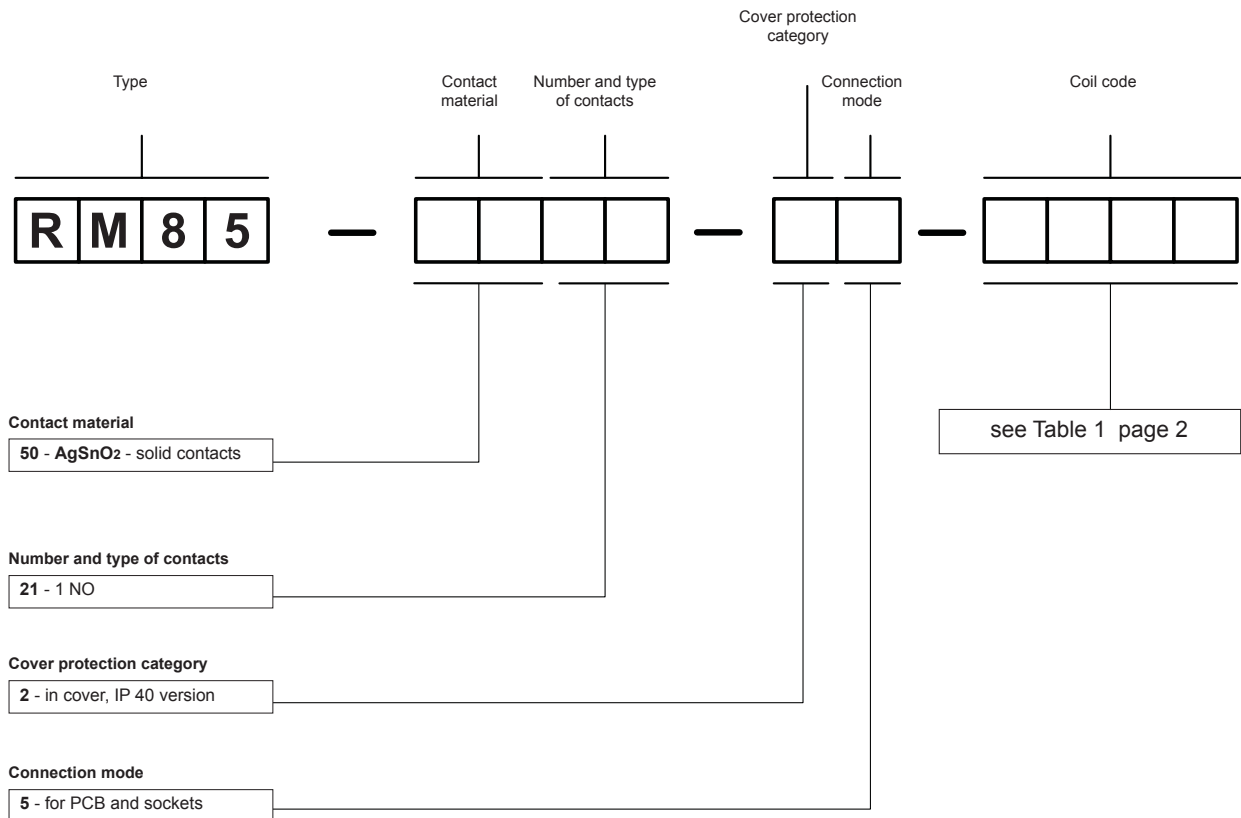 Cover protection
category
Type
Contact
material
Number and type
of contacts
Connection
mode
Coil code
RM85 — — —
Contact material
50 - AgSnO2 - solid contacts
see Table 1 page 2
Number and type of contacts
21 - 1 NO
Cover protection category
2 - in cover, IP 40 version
Connection mode
5 - for PCB and sockets